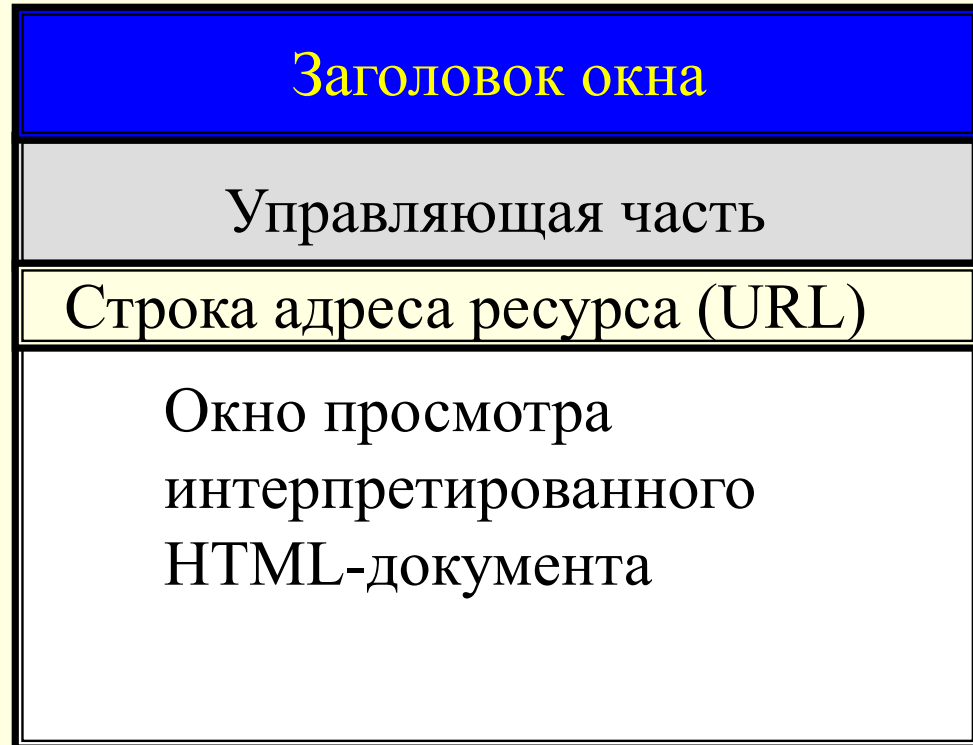 Заголовок окна
Управляющая часть
Строка адреса ресурса (URL)
Окно просмотра
интерпретированного
HTML-документа